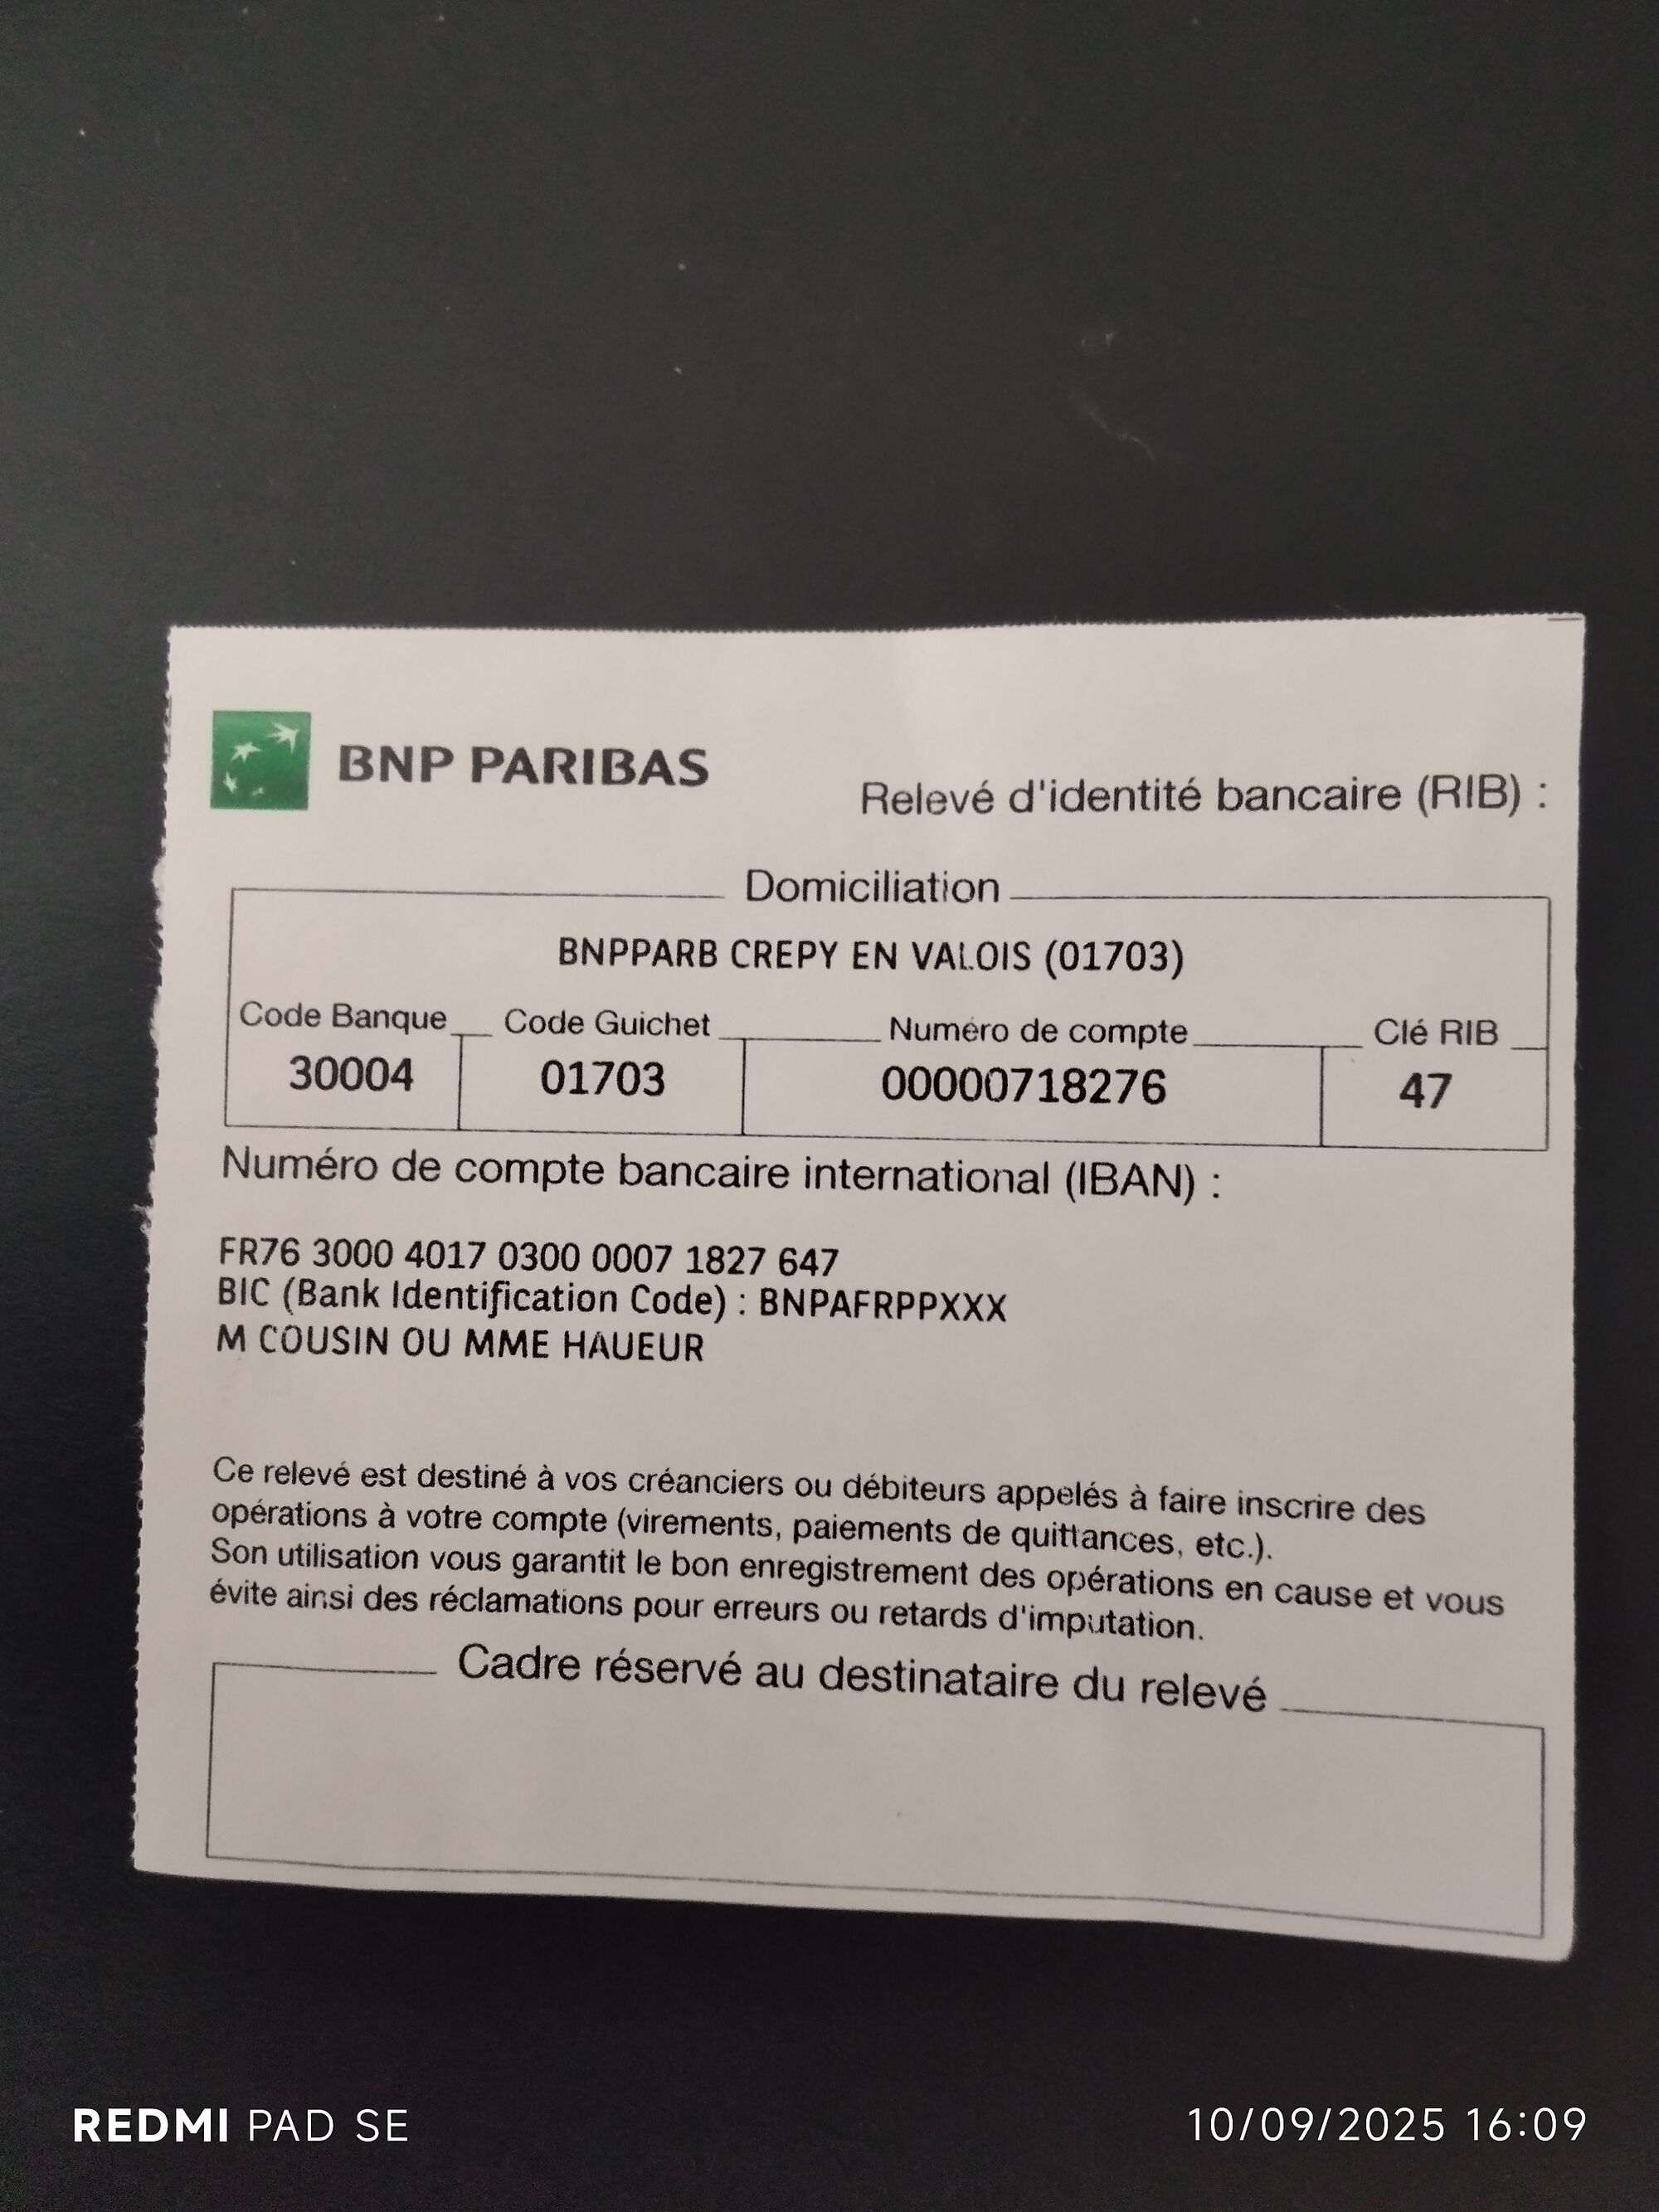 BNP PARIBAS
Relevé d'identité bancaire (RIB) :
Domiciliation
BNPPARB CREPY EN VALOIS (01703)
Code Banque Code Guichet Numéro de compte Clé RIB
30004 01703 00000718276 47
Numéro de compte bancaire international (IBAN) :
FR76 3000 4017 0300 0007 1827 647
BIC (Bank Identification Code) : BNPAFRPPXXX
M COUSIN OU MME HAUEUR
Ce relevé est destiné à vos créanciers ou débiteurs appelés à faire inscrire des
opérations à votre compte (virements, paiements de quittances, etc.).
Son utilisation vous garantit le bon enregistrement des opérations en cause et vous
évite ainsi des réclamations pour erreurs ou retards d'imputation.
Cadre réservé au destinataire du relevé
REDMI PAD SE
10/09/2025 16:09